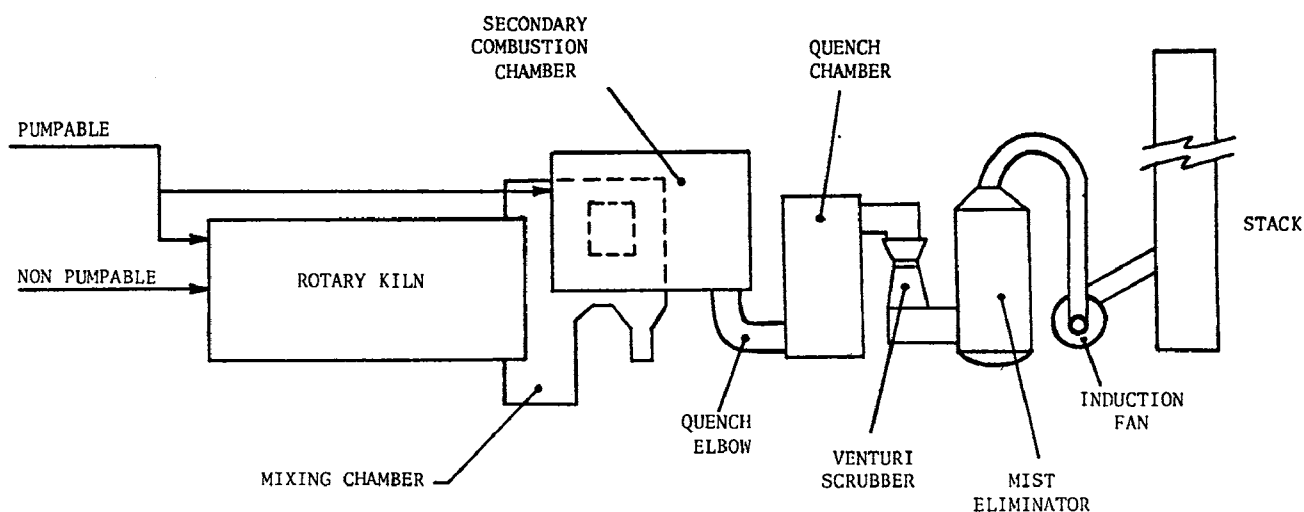 SECONDARY
COMBUSTION
CHAMBER
QUENCH
CHAMBER
PUMPABLE
STACK
NON PUMPABLE
ROTARY KILN
MIXING CHAMBER
QUENCH
ELBOW
VENTURI
SCRUBBER
MIST
ELIMINATOR
INDUCTION
FAN